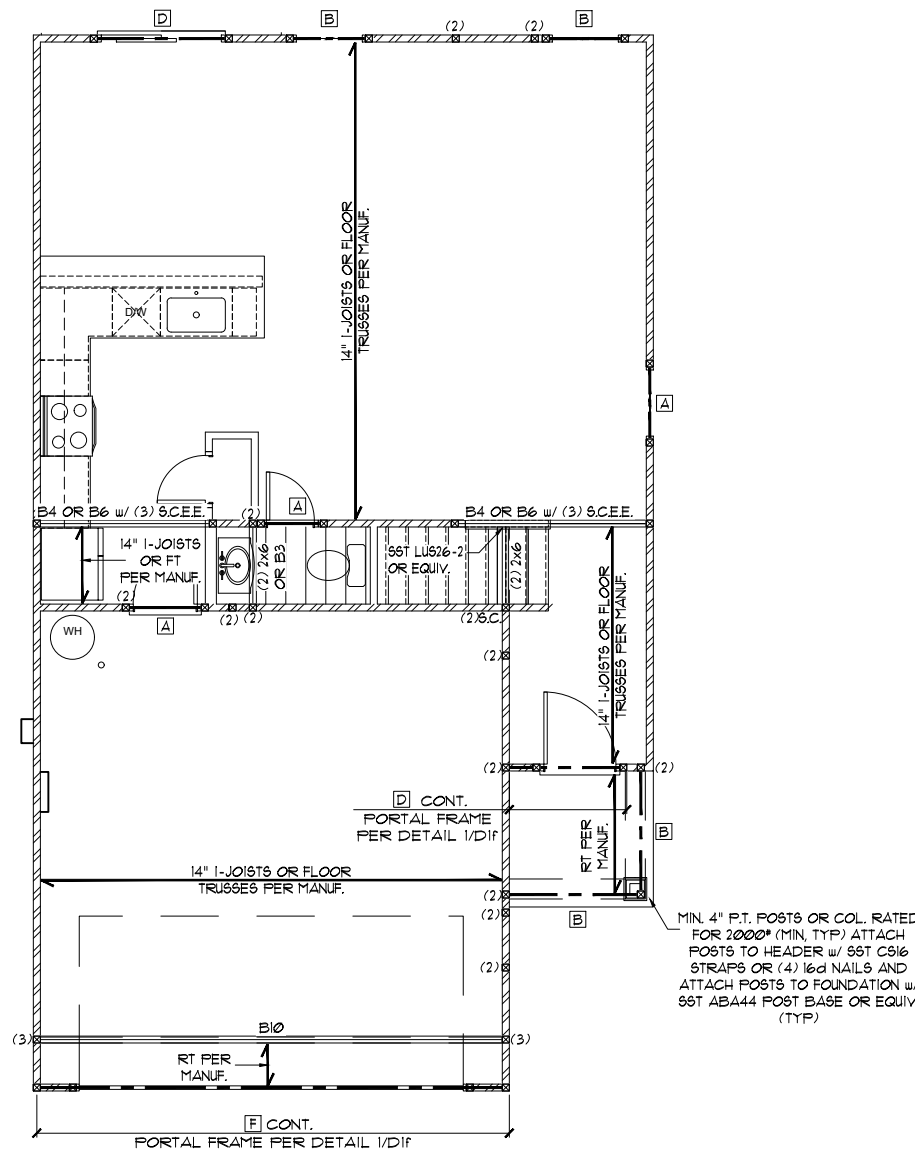 D
B
(2)
(2)
B
14" I-JOISTS OR FLOOR
TRUSSES PER MANUF.
D/W
A
B4 OR B6 w/ (3) S.C.E.E.
(2)
A
B4 OR B6 w/ (3) S.C.E.E.
14" I-JOISTS
OR FT
PER MANUF.
(2) 2x6
OR B3
SST LUS26-2
OR EQUIV.
(2) 2x6
(2)
A
(2)
(2)
(2)S.C.
WH
(2)
14" I-JOISTS OR FLOOR
TRUSSES PER MANUF.
(2)
(2)
D CONT.
PORTAL FRAME
PER DETAIL 1/D1f
RT PER
MANUF.
B
14" I-JOISTS OR FLOOR
TRUSSES PER MANUF.
(2)
(2)
B
MIN. 4" P.T. POSTS OR COL. RATED
FOR 2000# (MIN, TYP) ATTACH
POSTS TO HEADER w/ SST CS16
STRAPS OR (4) 16d NAILS AND
ATTACH POSTS TO FOUNDATION w/
SST ABA44 POST BASE OR EQUIV
(TYP)
(2)
B10
(3)
(3)
RT PER
MANUF.
F CONT.
PORTAL FRAME PER DETAIL 1/D1f